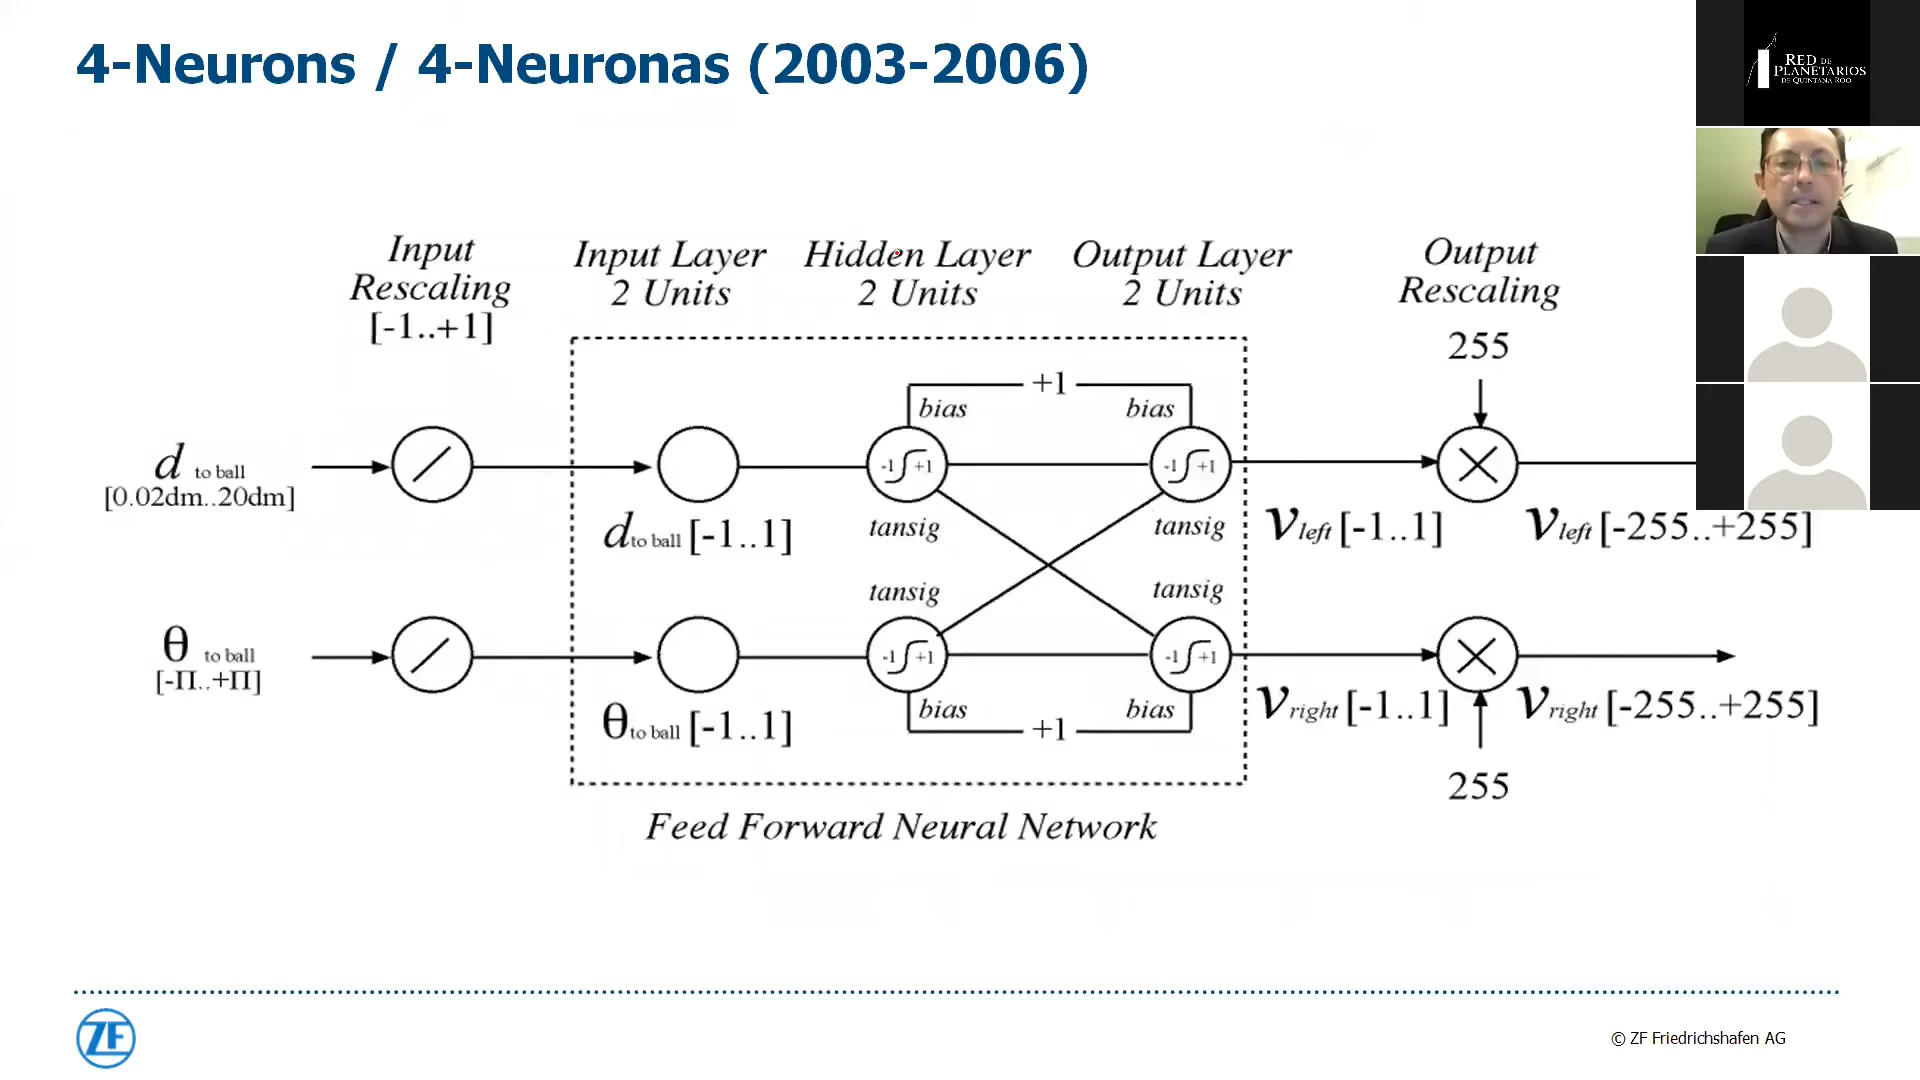 4-Neurons / 4-Neuronas (2003-2006)
RED DE
PLANETARIOS
DE QUINTANA ROO
Input
Rescaling
[-1..+1]
Input Layer
2 Units
Hidden Layer
2 Units
Output Layer
2 Units
Output
Rescaling
255
+1
bias
bias
d to ball
[0.02dm..20dm]
-1 +1
-1 +1
d to ball [-1..1]
tansig
tansig
v left [-1..1]
v left [-255..+255]
tansig
tansig
θ to ball
[-Π..+Π]
-1 +1
-1 +1
θ to ball [-1..1]
bias
bias
+1
v right [-1..1]
v right [-255..+255]
255
Feed Forward Neural Network
ZF
© ZF Friedrichshafen AG